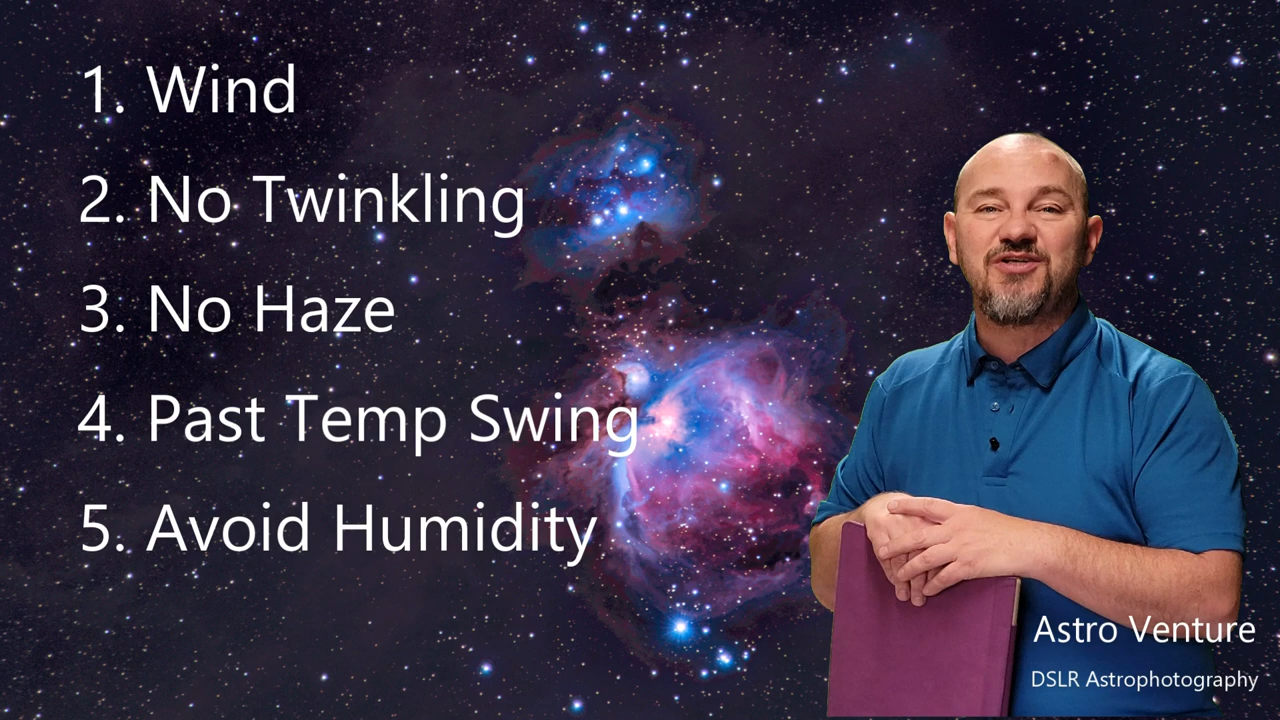 1. Wind
2. No Twinkling
3. No Haze
4. Past Temp Swing
5. Avoid Humidity
Astro Venture
DSLR Astrophotography